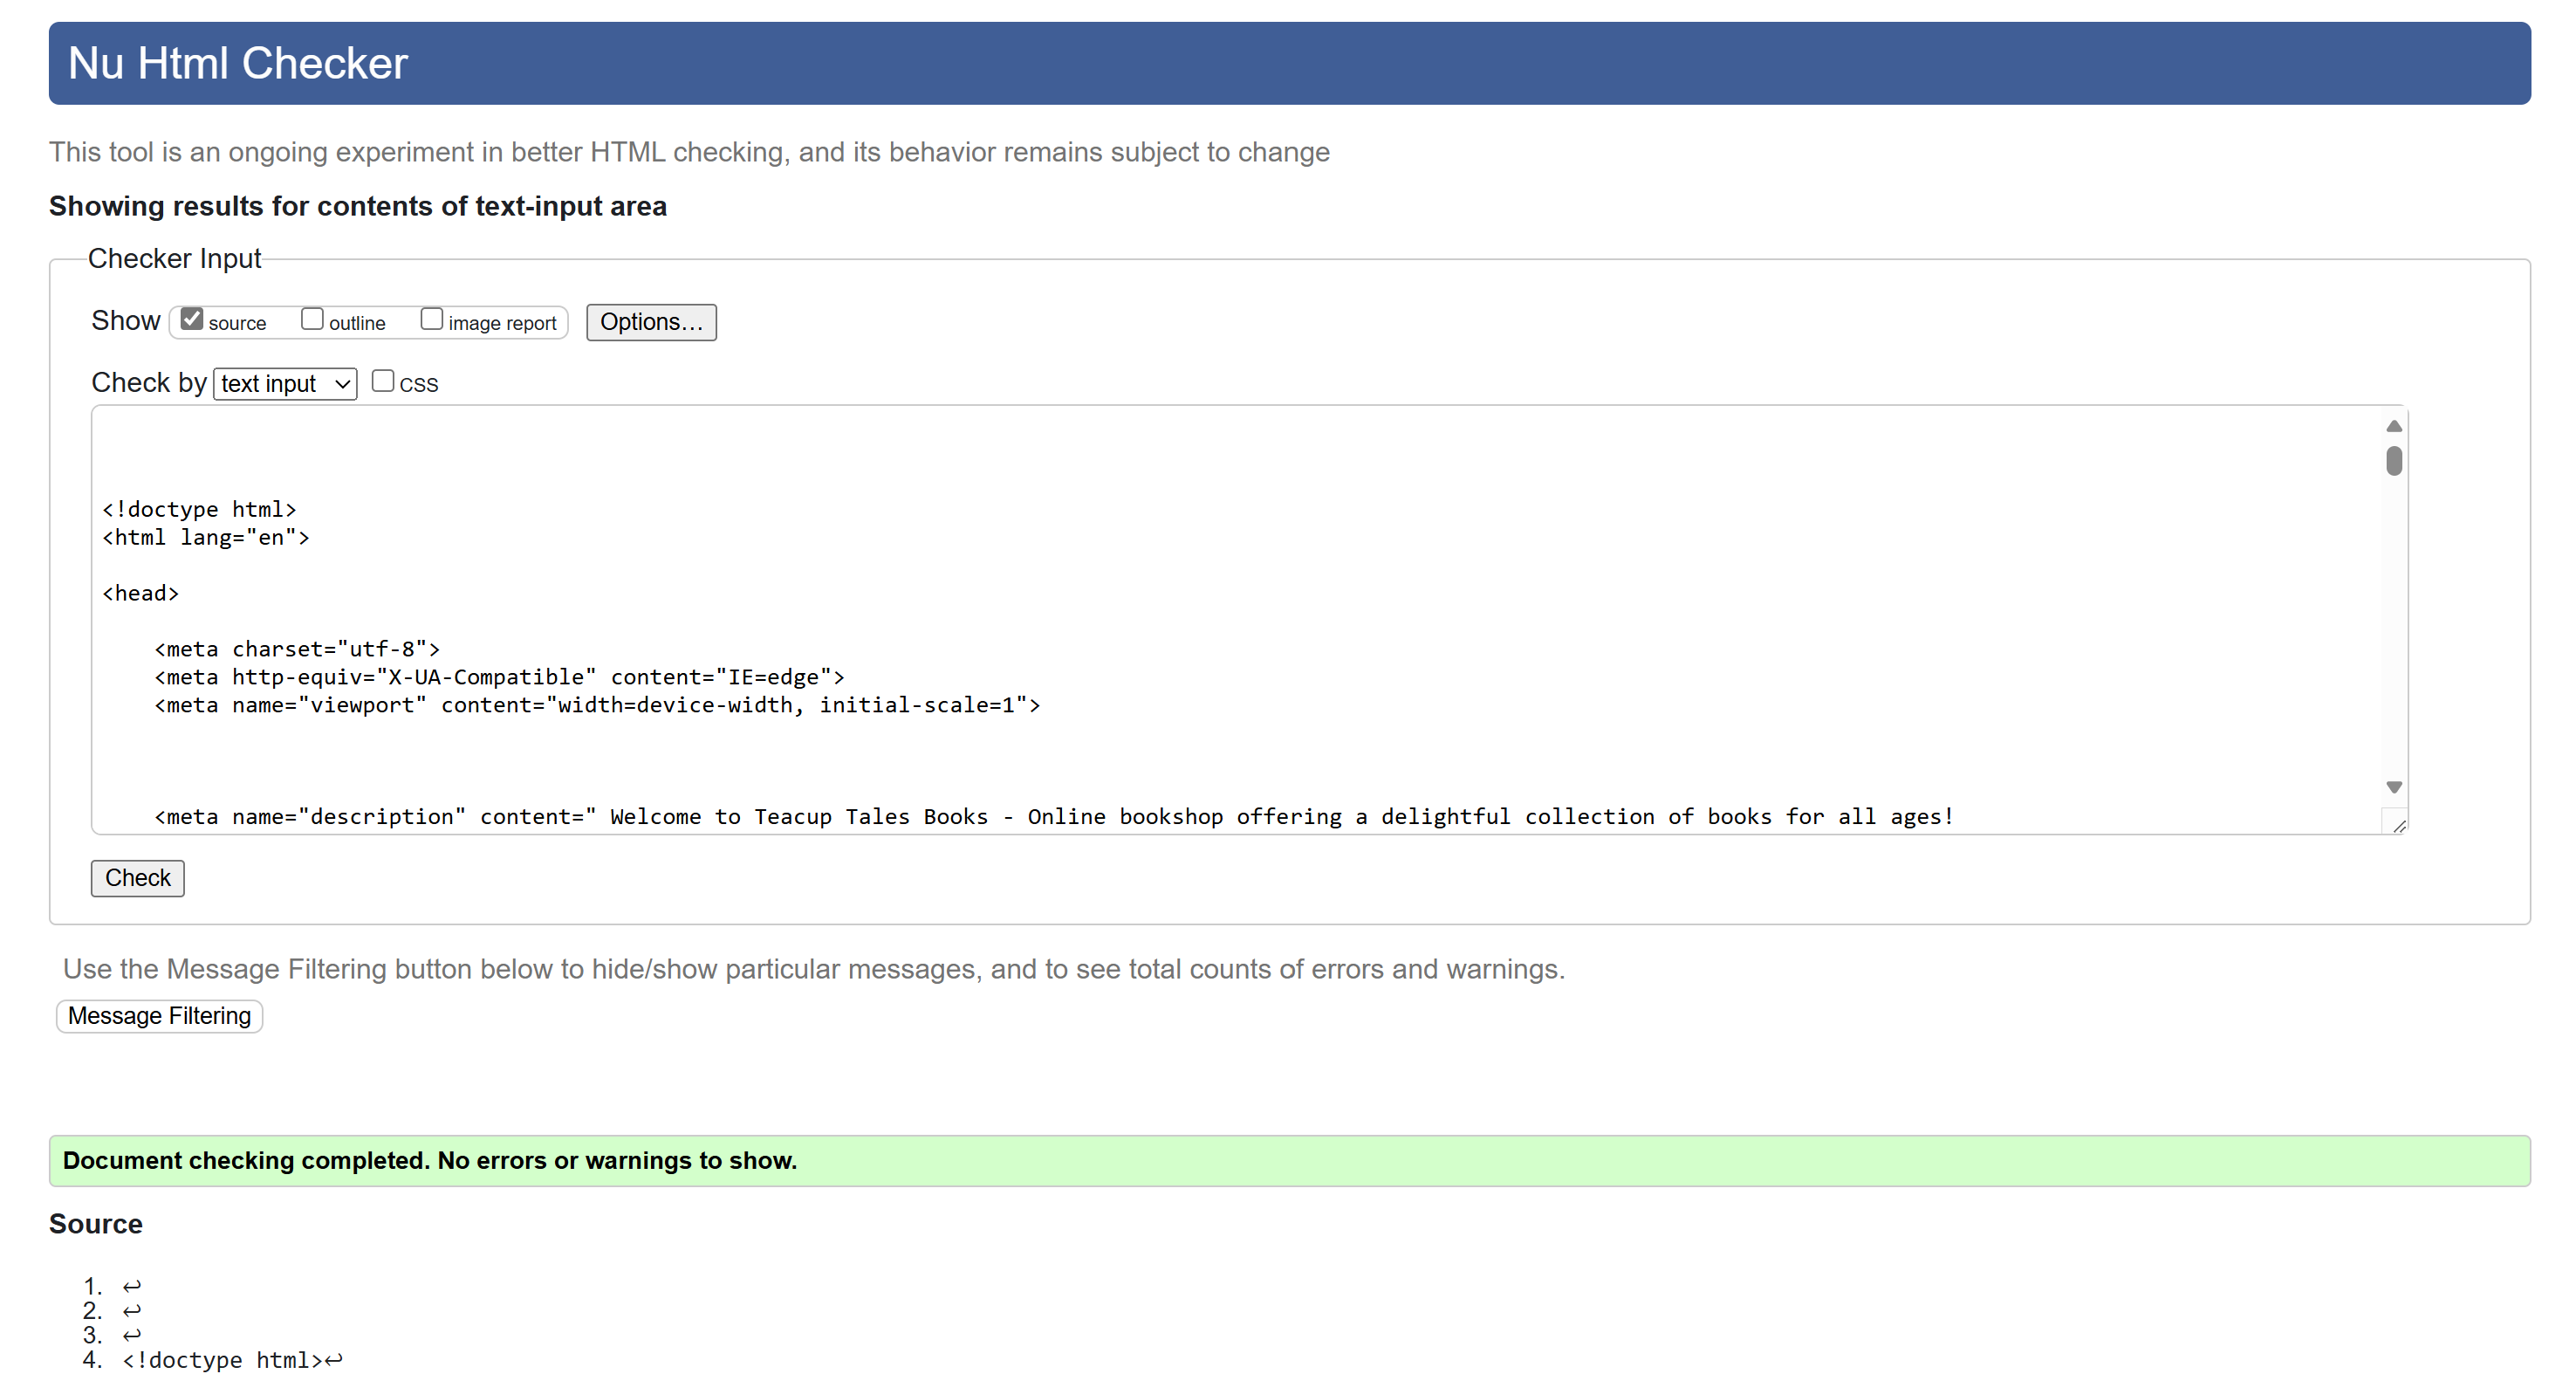 Nu Html Checker
This tool is an ongoing experiment in better HTML checking, and its behavior remains subject to change
Showing results for contents of text-input area
Checker Input
Show source outline image report Options...
Check by text input CSS
<!doctype html>
<html lang="en">
<head>
<meta charset="utf-8">
<meta http-equiv="X-UA-Compatible" content="IE=edge">
<meta name="viewport" content="width=device-width, initial-scale=1">
<meta name="description" content=" Welcome to Teacup Tales Books - Online bookshop offering a delightful collection of books for all ages!
Check
Use the Message Filtering button below to hide/show particular messages, and to see total counts of errors and warnings.
Message Filtering
Document checking completed. No errors or warnings to show.
Source
1. ↩
2. ↩
3. ↩
4. <!doctype html>↩